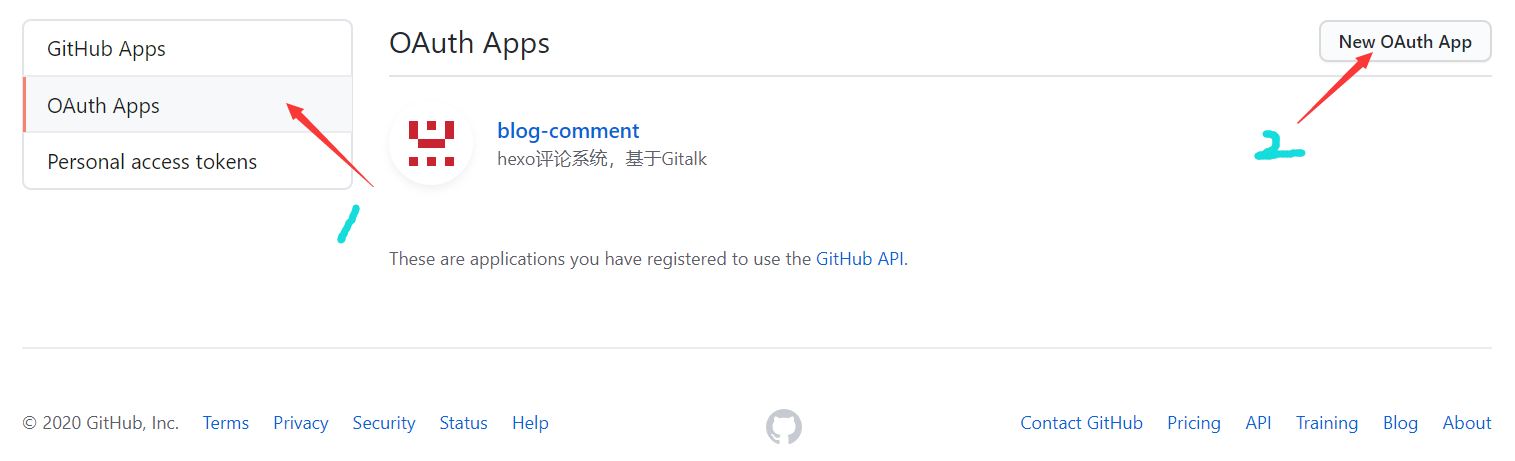 GitHub Apps
OAuth Apps
Personal access tokens
OAuth Apps
New OAuth App
blog-comment
hexo评论系统，基于Gitalk
These are applications you have registered to use the GitHub API.
1
2
© 2020 GitHub, Inc. Terms Privacy Security Status Help Contact GitHub Pricing API Training Blog About